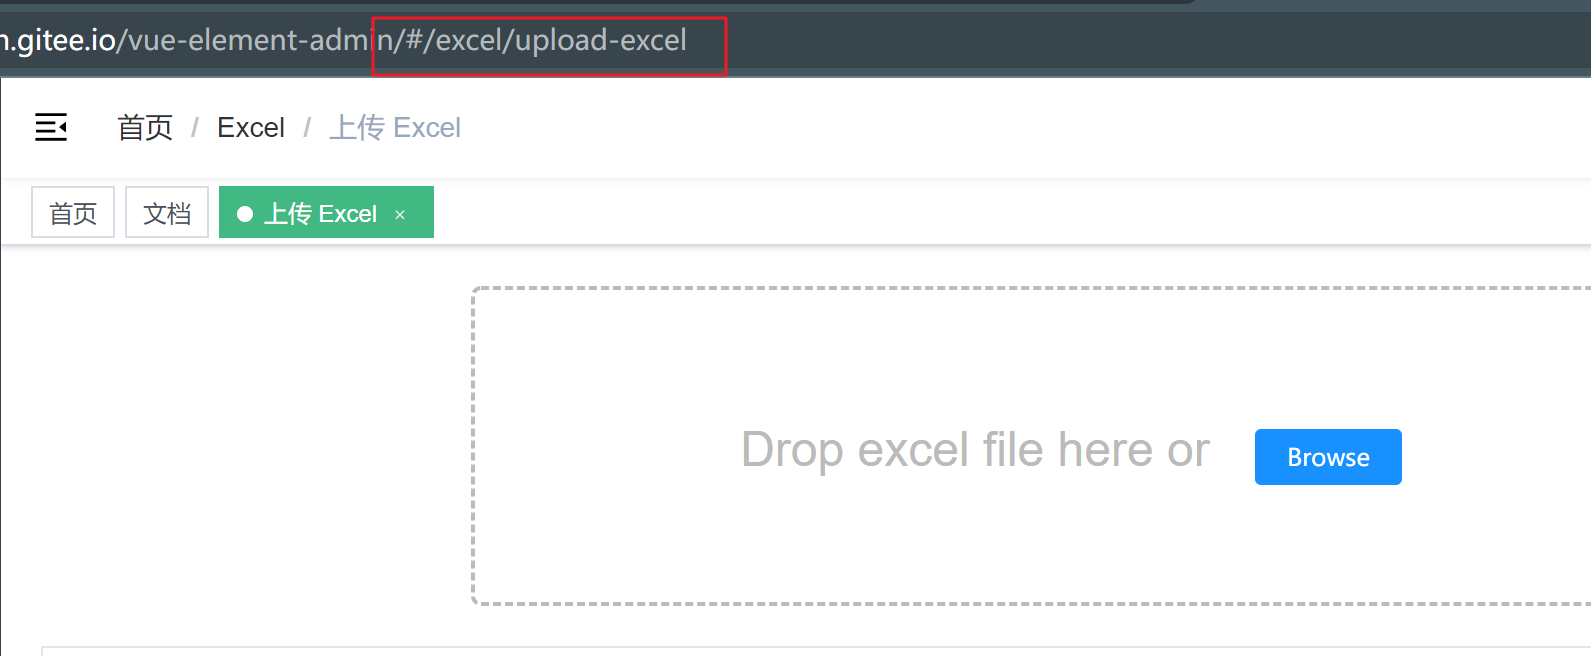 n.gitee.io/vue-element-admin/#/excel/upload-excel
首页 / Excel / 上传 Excel
首页 文档 上传 Excel ×
Drop excel file here or Browse